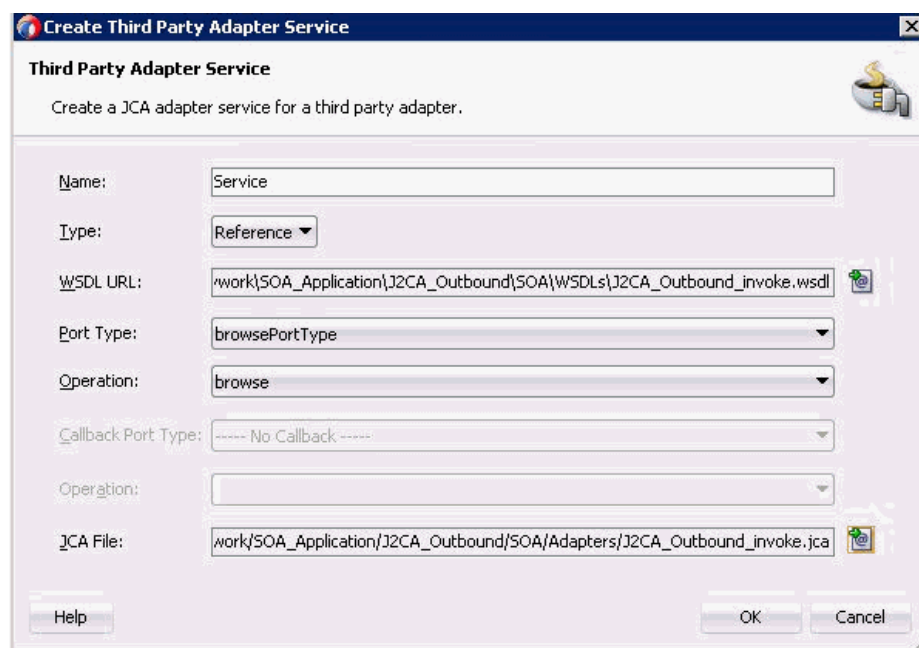 Create Third Party Adapter Service
Third Party Adapter Service
Create a JCA adapter service for a third party adapter.
Name: Service
Type: Reference
WSDL URL: work\SOA_Application\J2CA_Outbound\SOA\WSDLs\J2CA_Outbound_invoke.wsdl
Port Type: browsePortType
Operation: browse
Callback Port Type: ----- No Callback -----
Operation:
JCA File: work/SOA_Application/J2CA_Outbound/SOA/Adapters/J2CA_Outbound_invoke.jca
Help OK Cancel